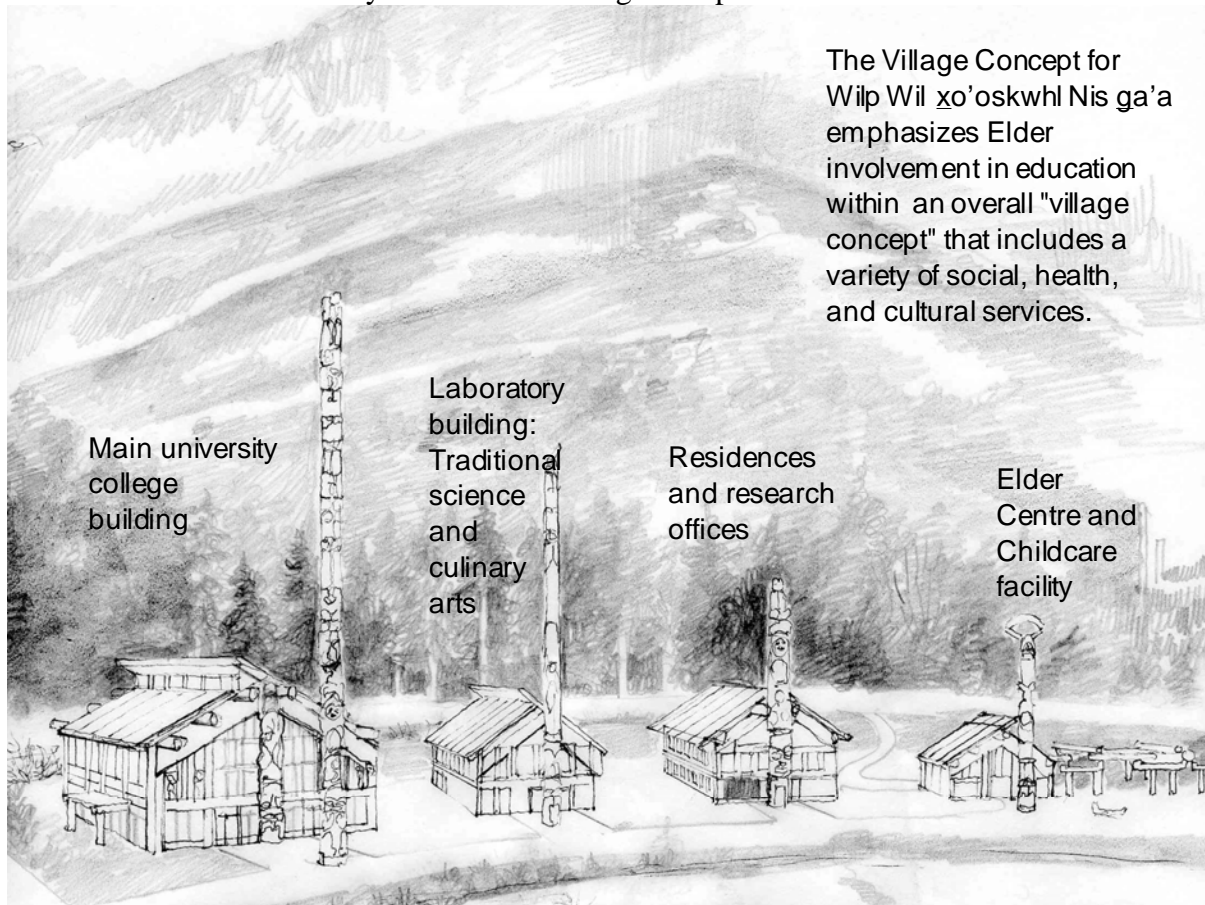 The Village Concept for
Wilp Wil xo’oskwhl Nis ga’a
emphasizes Elder
involvement in education
within an overall "village
concept" that includes a
variety of social, health,
and cultural services.
Main university
college
building
Laboratory
building:
Traditional
science
and
culinary
arts
Residences
and research
offices
Elder
Centre and
Childcare
facility